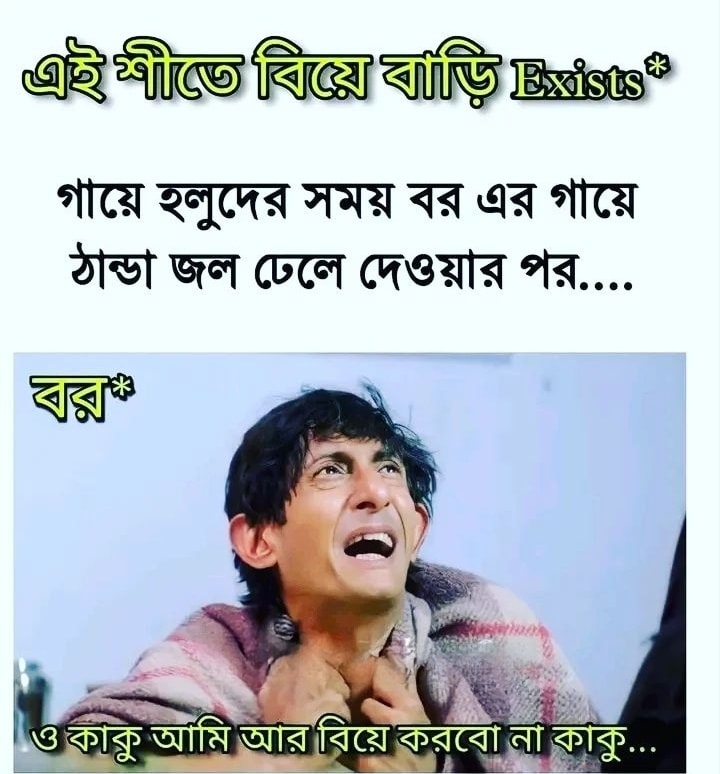 এই শীতে বিয়ে বাড়ি Exists*
গায়ে হলুদের সময় বর এর গায়ে
ঠান্ডা জল ঢেলে দেওয়ার পর....
বর*
ও কাকু আমি আর বিয়ে করবো না কাকু...